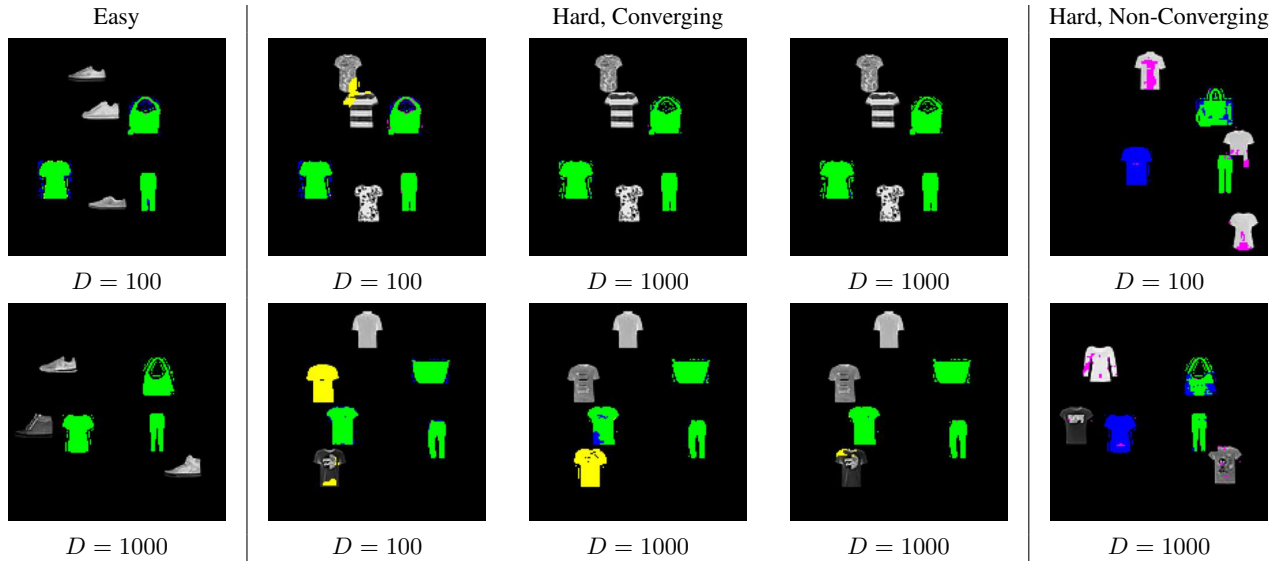 Easy Hard, Converging Hard, Non-Converging
D = 100 D = 100 D = 1000 D = 1000 D = 100
D = 1000 D = 100 D = 1000 D = 1000 D = 1000